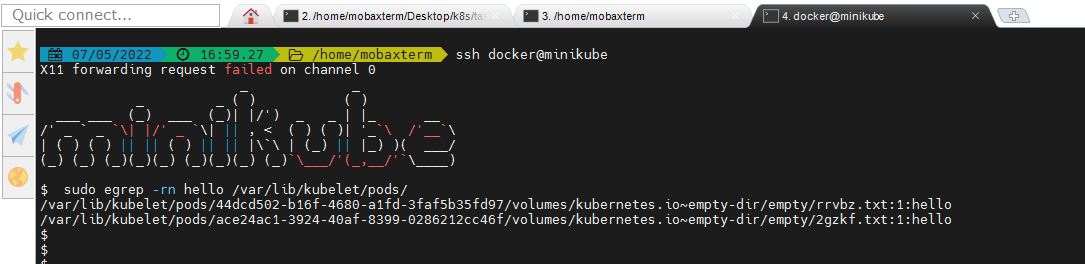 Quick connect...
2. /home/mobaxterm/Desktop/k8s/tas
3. /home/mobaxterm
4. docker@minikube
07/05/2022 16:59.27 /home/mobaxterm ssh docker@minikube
X11 forwarding request failed on channel 0
minikube
$ sudo egrep -rn hello /var/lib/kubelet/pods/
/var/lib/kubelet/pods/44dcd502-b16f-4680-a1fd-3faf5b35fd97/volumes/kubernetes.io~empty-dir/empty/rrvbz.txt:1:hello
/var/lib/kubelet/pods/ace24ac1-3924-40af-8399-0286212cc46f/volumes/kubernetes.io~empty-dir/empty/2gzkf.txt:1:hello
$
$
$